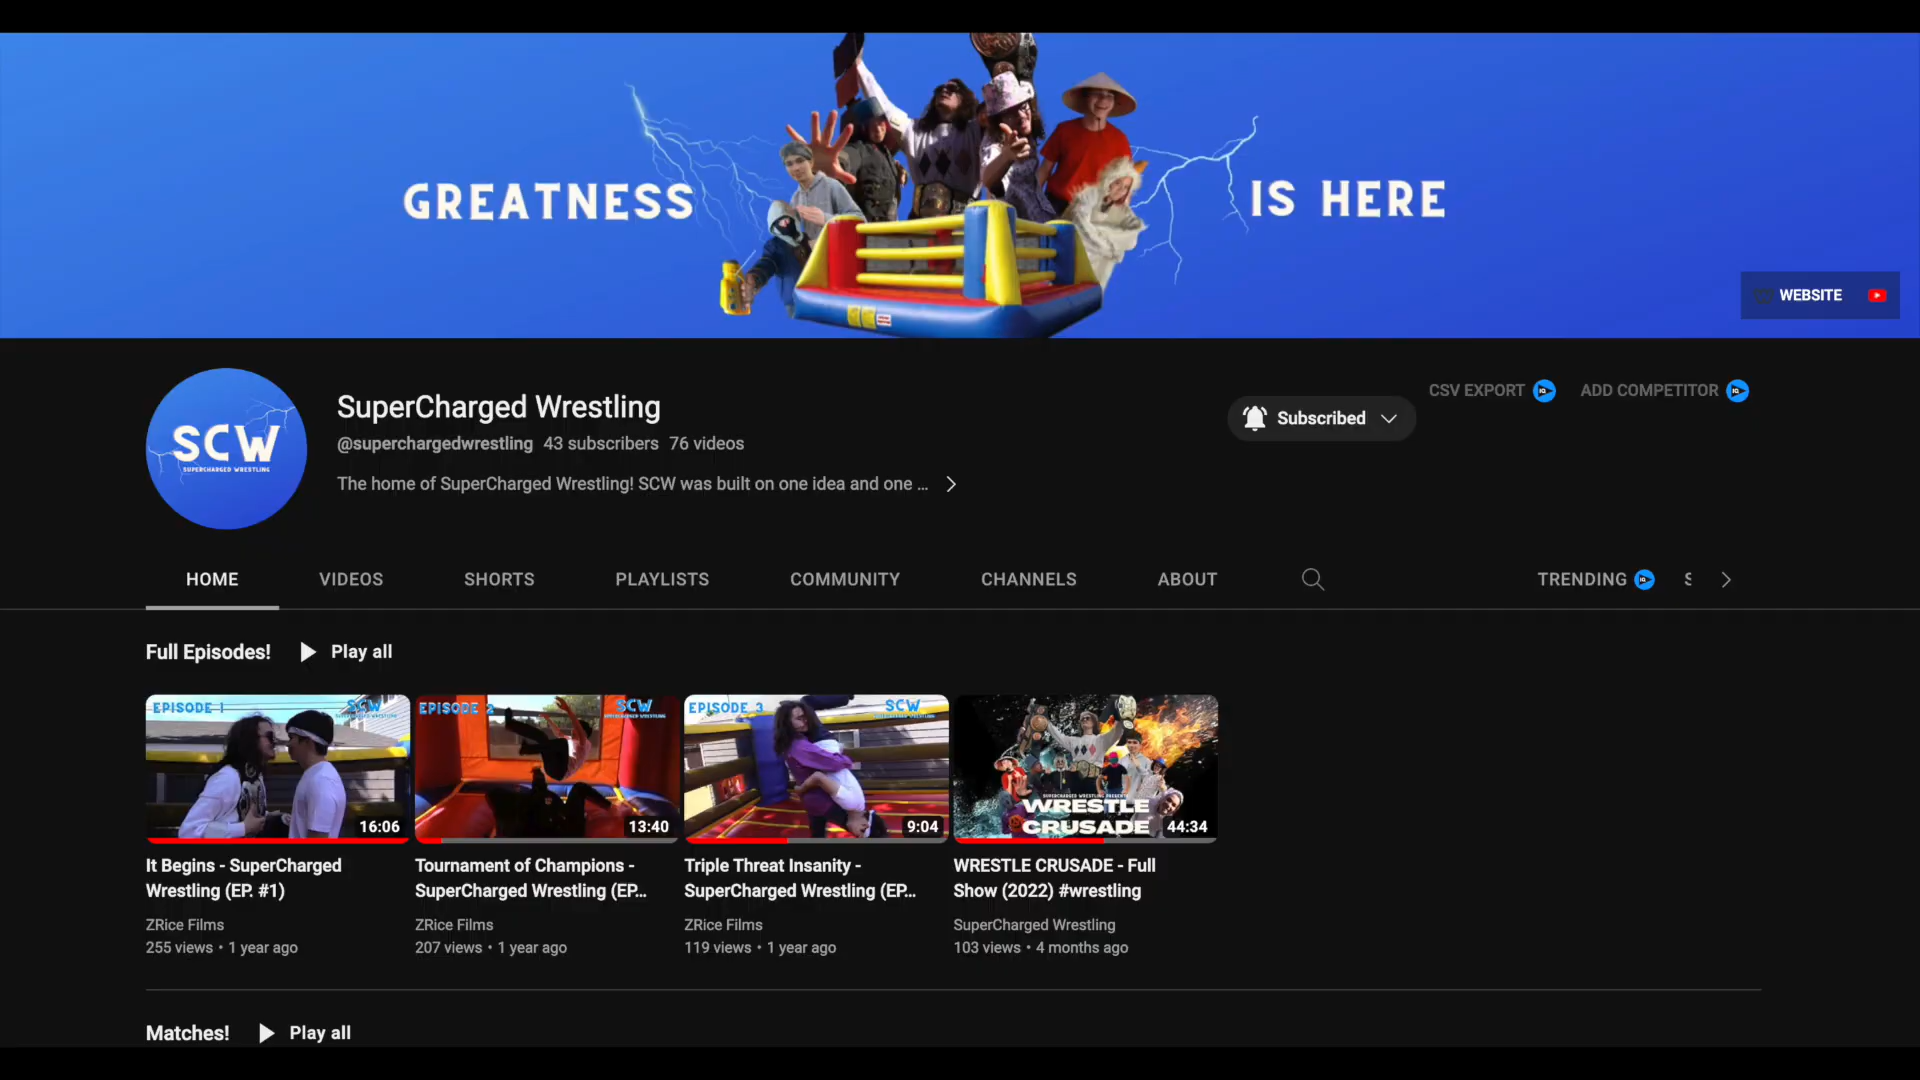 GREATNESS
IS HERE
WEBSITE
SCW
SUPERCHARGED WRESTLING
SuperCharged Wrestling
@superchargedwrestling 43 subscribers 76 videos
The home of SuperCharged Wrestling! SCW was built on one idea and one ...
Subscribed
CSV EXPORT
ADD COMPETITOR
HOME
VIDEOS
SHORTS
PLAYLISTS
COMMUNITY
CHANNELS
ABOUT
TRENDING
S
Full Episodes!
Play all
EPISODE 1
SCW
16:06
It Begins - SuperCharged
Wrestling (EP. #1)
ZRice Films
255 views • 1 year ago
EPISODE 2
SCW
13:40
Tournament of Champions -
SuperCharged Wrestling (EP...
ZRice Films
207 views • 1 year ago
EPISODE 3
SCW
9:04
Triple Threat Insanity -
SuperCharged Wrestling (EP...
ZRice Films
119 views • 1 year ago
SUPERCHARGED WRESTLING PRESENTS
WRESTLE
CRUSADE
44:34
WRESTLE CRUSADE - Full
Show (2022) #wrestling
SuperCharged Wrestling
103 views • 4 months ago
Matches!
Play all